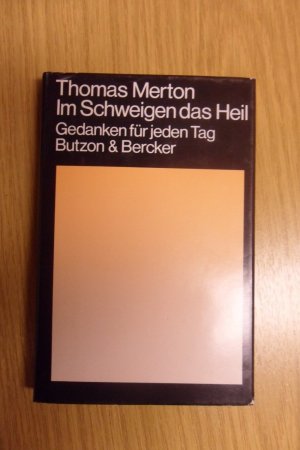 Thomas Merton
Im Schweigen das Heil
Gedanken für jeden Tag
Butzon & Bercker